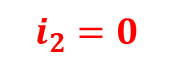 i₂ = 0